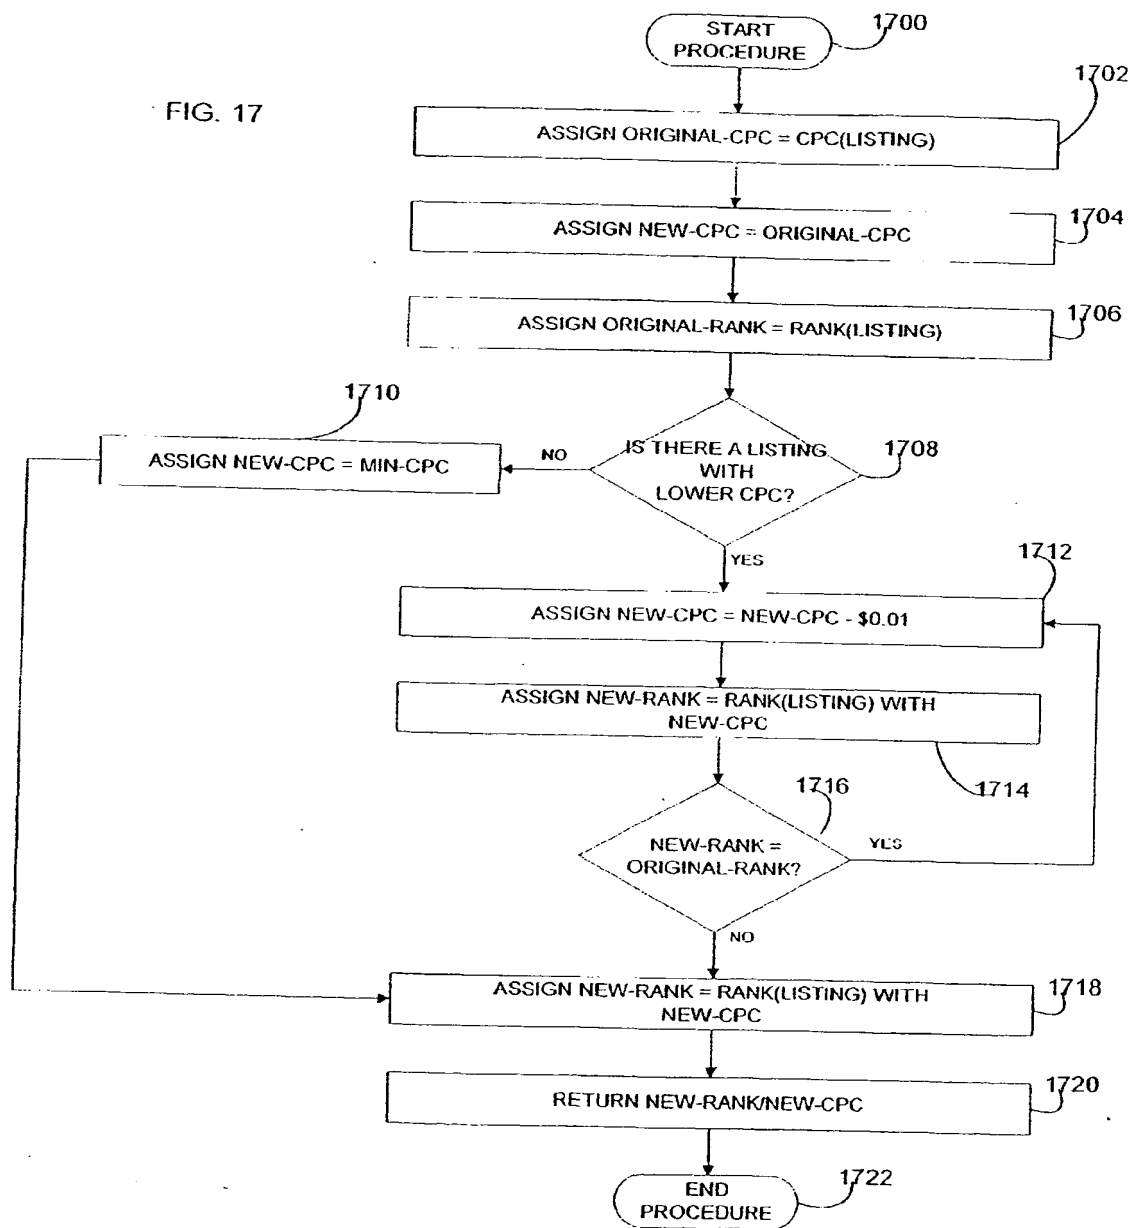 START
PROCEDURE
1700
1702
FIG. 17
ASSIGN ORIGINAL-CPC = CPC(LISTING)
ASSIGN NEW-CPC = ORIGINAL-CPC
1704
ASSIGN ORIGINAL-RANK = RANK(LISTING)
1706
1710
ASSIGN NEW-CPC = MIN-CPC
NO
IS THERE A LISTING
WITH
LOWER CPC?
1708
YES
1712
ASSIGN NEW-CPC = NEW-CPC - $0.01
ASSIGN NEW-RANK = RANK(LISTING) WITH
NEW-CPC
1714
1716
NEW-RANK =
ORIGINAL-RANK?
YES
NO
ASSIGN NEW-RANK = RANK(LISTING) WITH
NEW-CPC
1718
RETURN NEW-RANK/NEW-CPC
1720
END
PROCEDURE
1722